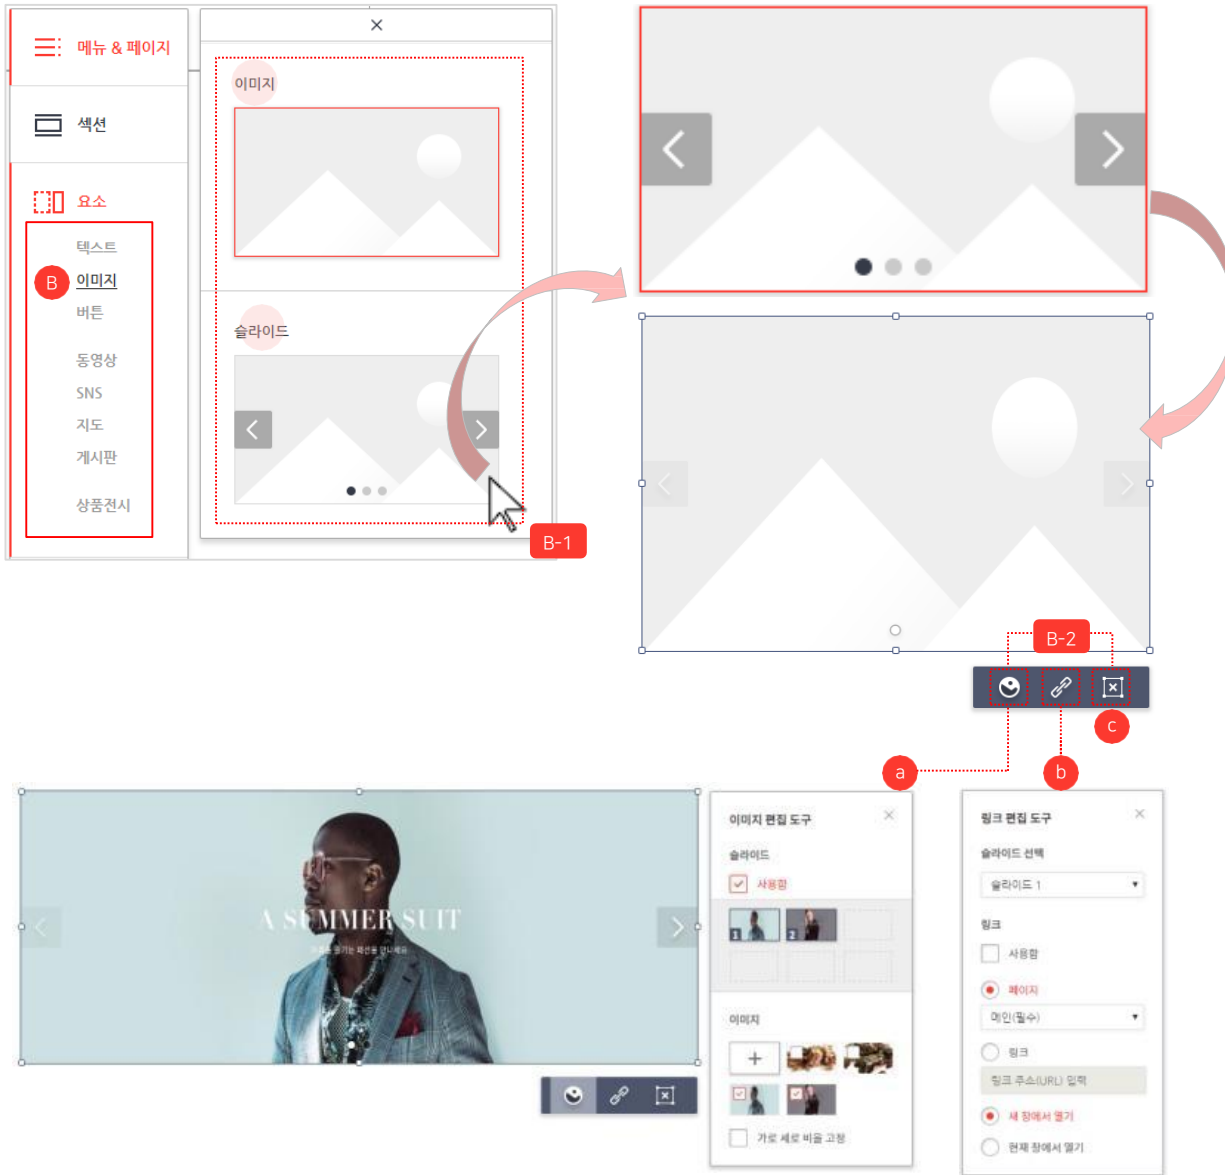 메뉴 & 페이지
섹션
요소
텍스트
B
이미지
버튼
동영상
SNS
지도
게시판
상품전시
이미지
슬라이드
B-1
B-2
c
a
b
A SUMMER SUIT
이미지 편집 도구
슬라이드
사용함
1
2
이미지
가로 세로 비율 고정
링크 편집 도구
슬라이드 선택
슬라이드 1
링크
사용함
페이지
메인(필수)
링크
링크 주소(URL) 입력
새 창에서 열기
현재 창에서 열기